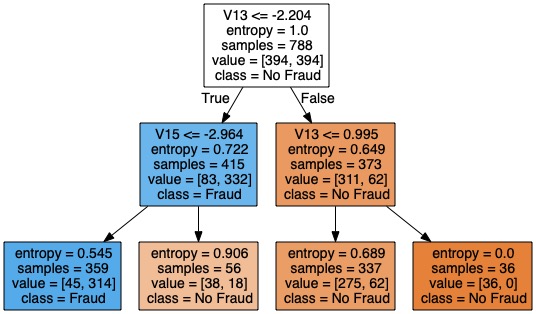 V13 <= -2.204
entropy = 1.0
samples = 788
value = [394, 394]
class = No Fraud
True
False
V15 <= -2.964
entropy = 0.722
samples = 415
value = [83, 332]
class = Fraud
V13 <= 0.995
entropy = 0.649
samples = 373
value = [311, 62]
class = No Fraud
entropy = 0.545
samples = 359
value = [45, 314]
class = Fraud
entropy = 0.906
samples = 56
value = [38, 18]
class = No Fraud
entropy = 0.689
samples = 337
value = [275, 62]
class = No Fraud
entropy = 0.0
samples = 36
value = [36, 0]
class = No Fraud